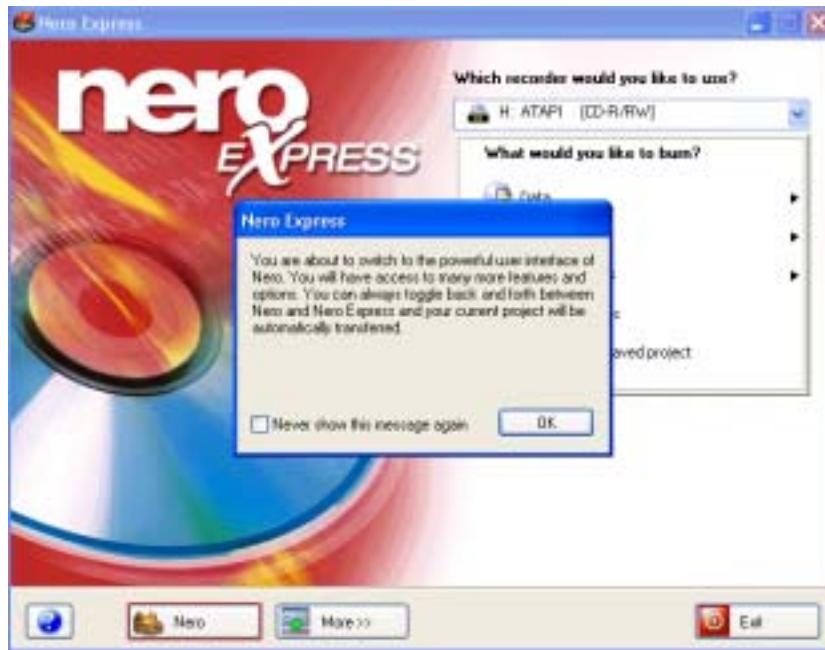 Nero Express
nero
EXPRESS
Which recorder would you like to use?
H: ATAPI [CD-R/RW]
What would you like to burn?
Data
Nero Express
You are about to switch to the powerful user interface of
Nero. You will have access to many more features and
options. You can always toggle back and forth between
Nero and Nero Express and your current project will be
automatically transferred.
aved project
Never show this message again
OK
Nero
More >>
Exit